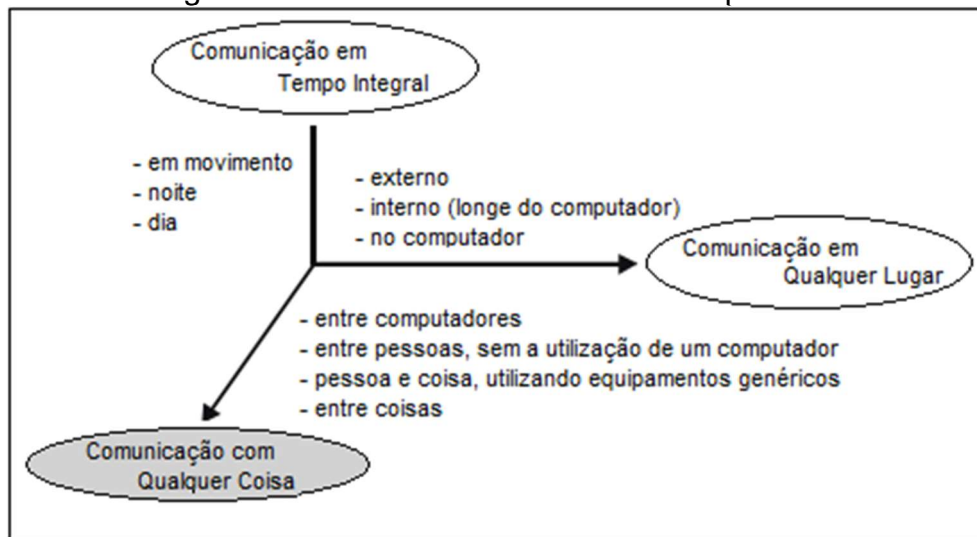 Comunicação em
Tempo Integral
- em movimento
- noite
- dia
- externo
- interno (longe do computador)
- no computador
Comunicação em
Qualquer Lugar
- entre computadores
- entre pessoas, sem a utilização de um computador
- pessoa e coisa, utilizando equipamentos genéricos
- entre coisas
Comunicação com
Qualquer Coisa